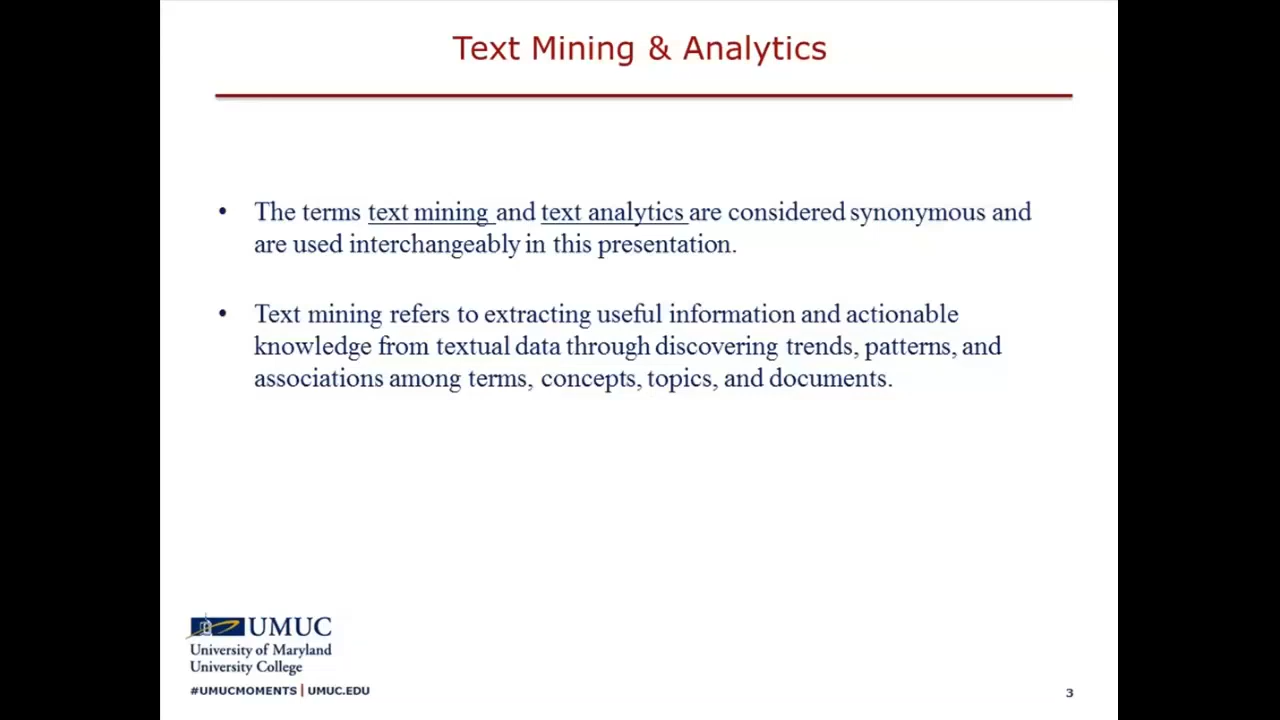 Text Mining & Analytics
• The terms text mining and text analytics are considered synonymous and
are used interchangeably in this presentation.
• Text mining refers to extracting useful information and actionable
knowledge from textual data through discovering trends, patterns, and
associations among terms, concepts, topics, and documents.
UMUC
University of Maryland
University College
#UMUCMOMENTS | UMUC.EDU
3